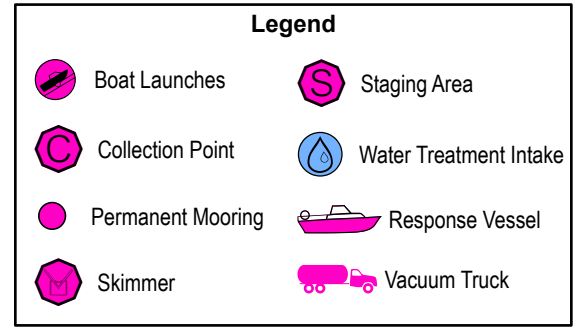 Legend
Boat Launches
S Staging Area
C Collection Point
Water Treatment Intake
Permanent Mooring
Response Vessel
Skimmer
Vacuum Truck